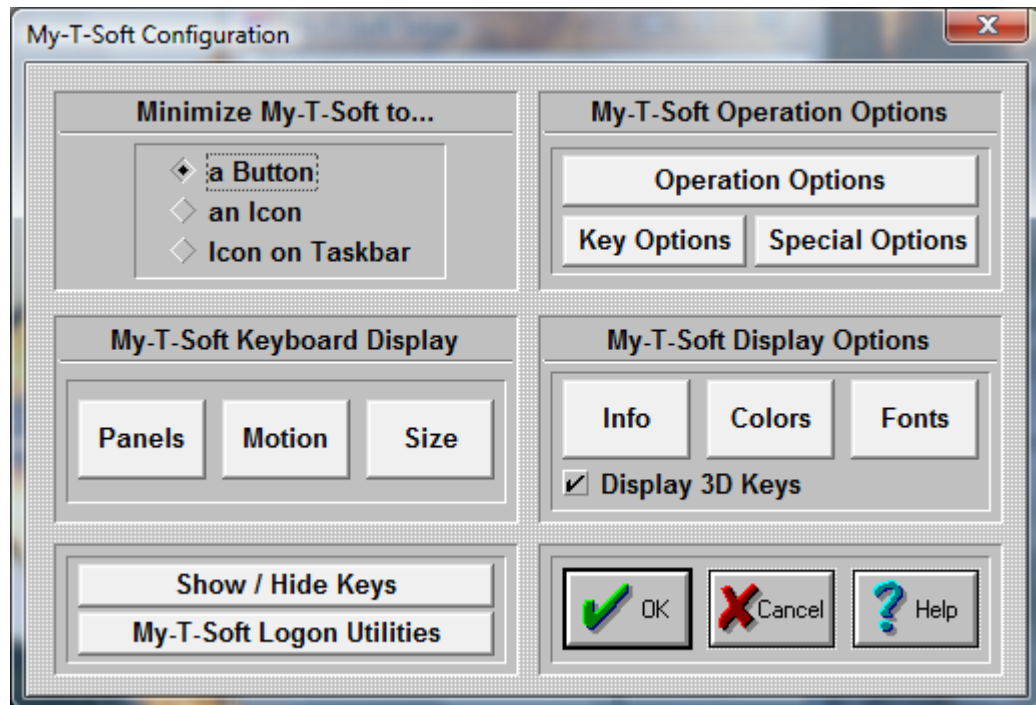 My-T-Soft Configuration
Minimize My-T-Soft to...
a Button
an Icon
Icon on Taskbar
My-T-Soft Operation Options
Operation Options
Key Options
Special Options
My-T-Soft Keyboard Display
Panels
Motion
Size
My-T-Soft Display Options
Info
Colors
Fonts
Display 3D Keys
Show / Hide Keys
My-T-Soft Logon Utilities
OK
Cancel
Help